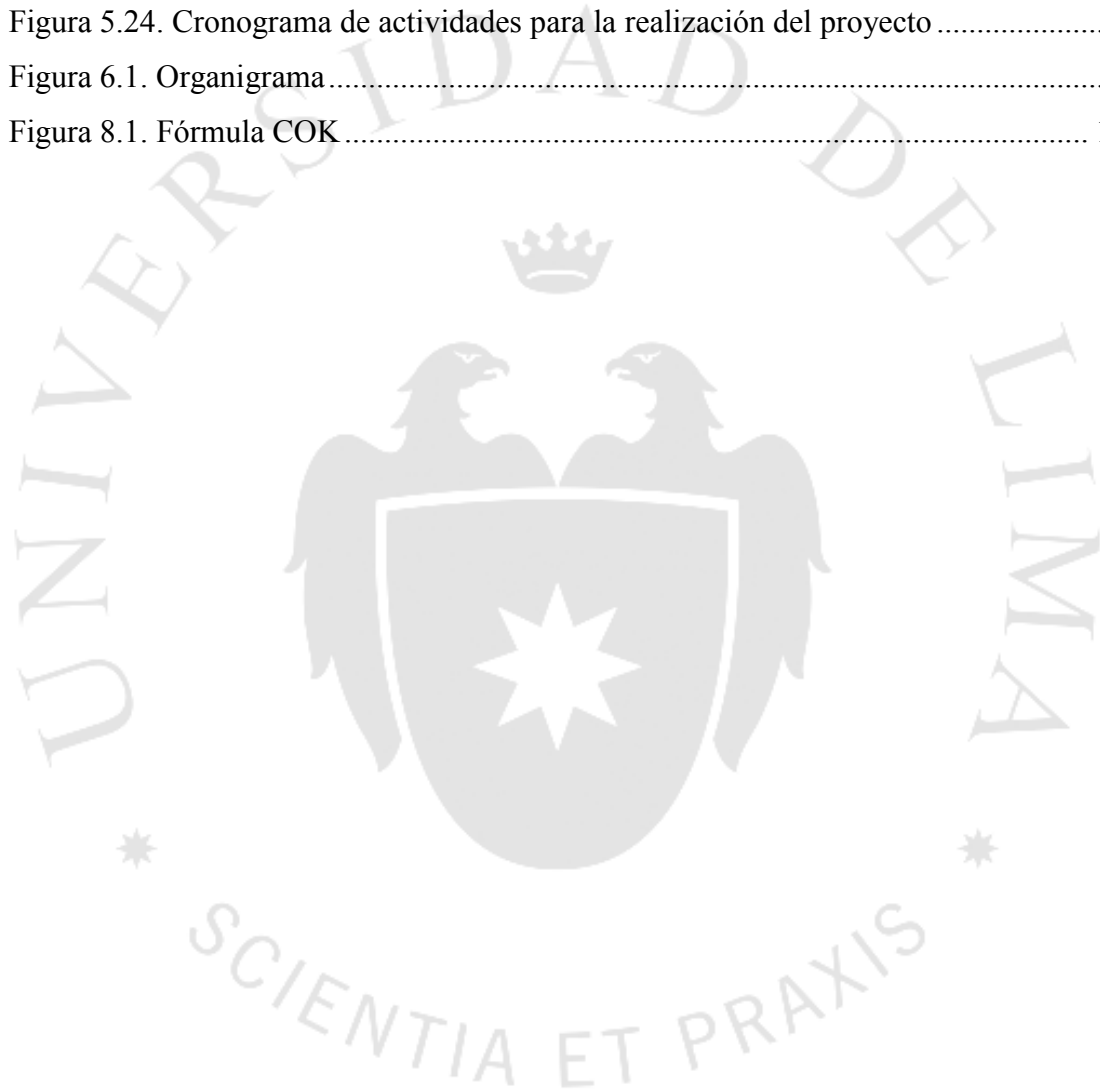 Figura 5.24. Cronograma de actividades para la realización del proyecto ....................
Figura 6.1. Organigrama ....................................................................................................
Figura 8.1. Fórmula COK ................................................................................................
UNIVERSIDAD DE LIMA
SCIENTIA ET PRAXIS